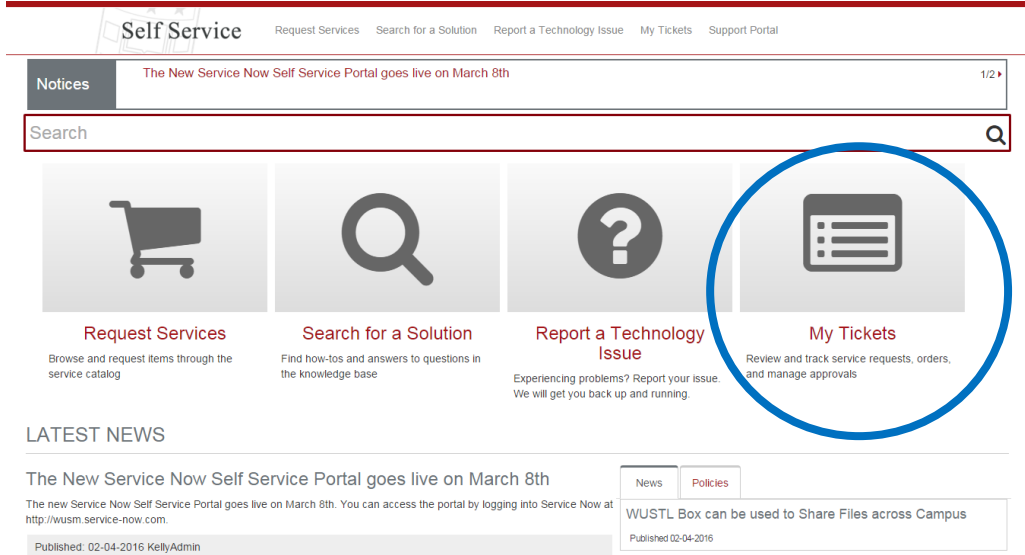 Self Service
Request Services Search for a Solution Report a Technology Issue My Tickets Support Portal
Notices
The New Service Now Self Service Portal goes live on March 8th
1/2
Search
Request Services
Browse and request items through the
service catalog
Search for a Solution
Find how-tos and answers to questions in
the knowledge base
Report a Technology
Issue
Experiencing problems? Report your issue.
We will get you back up and running.
My Tickets
Review and track service requests, orders,
and manage approvals
LATEST NEWS
The New Service Now Self Service Portal goes live on March 8th
The new Service Now Self Service Portal goes live on March 8th. You can access the portal by logging into Service Now at
http://wusm.service-now.com.
Published: 02-04-2016 KellyAdmin
News Policies
WUSTL Box can be used to Share Files across Campus
Published 02-04-2016